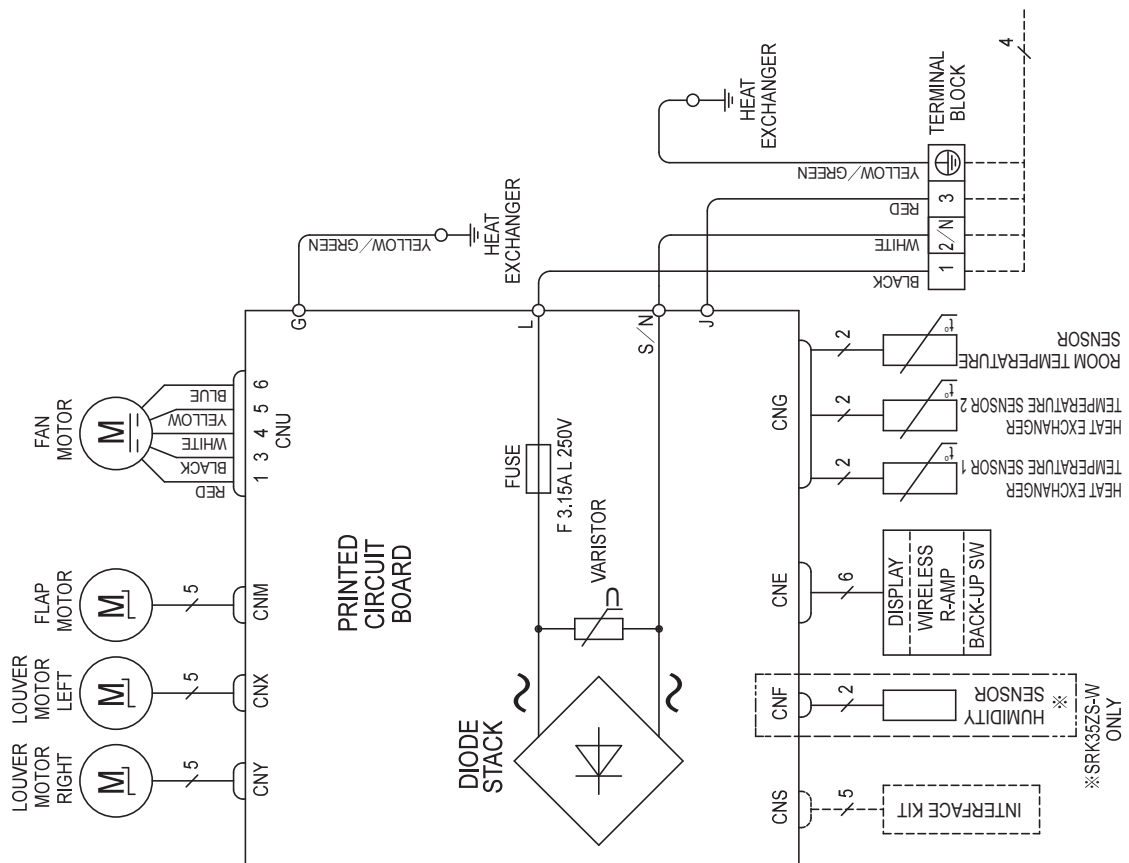 FAN
MOTOR
RED
BLACK
WHITE
YELLOW
BLUE
1 3 4 5 6
CNU
FLAP
MOTOR
5
CNM
LOUVER
MOTOR
LEFT
5
CNX
LOUVER
MOTOR
RIGHT
5
CNY
M
M
M
M
PRINTED
CIRCUIT
BOARD
G
YELLOW/GREEN
HEAT
EXCHANGER
L
S/N
J
FUSE
F 3.15A L 250V
VARISTOR
DIODE
STACK
HEAT
EXCHANGER
YELLOW/GREEN
RED
WHITE
BLACK
1 2/N 3
TERMINAL
BLOCK
4
CNG
2
2
2
t°
t°
t°
ROOM TEMPERATURE
SENSOR
HEAT EXCHANGER
TEMPERATURE SENSOR 2
HEAT EXCHANGER
TEMPERATURE SENSOR 1
CNE
6
DISPLAY
WIRELESS
R-AMP
BACK-UP SW
CNF
2
HUMIDITY
SENSOR ※
※SRK35ZS-W
ONLY
CNS
5
INTERFACE KIT